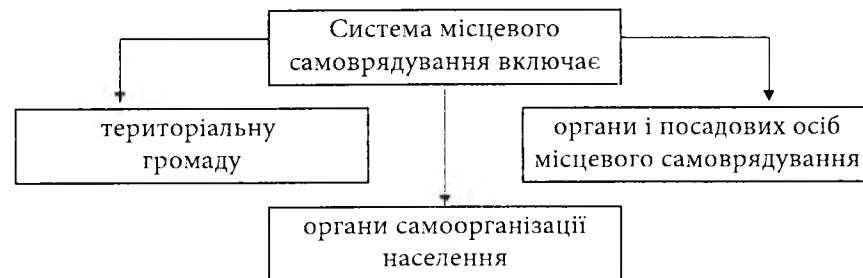 Система місцевого
самоврядування включає
територіальну
громаду
органи і посадових осіб
місцевого самоврядування
органи самоорганізації
населення